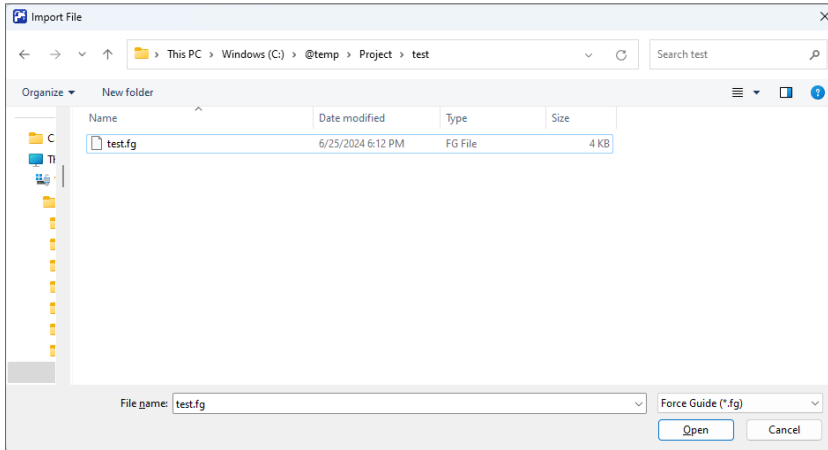 Import File
This PC > Windows (C:) > @temp > Project > test
Search test
Organize
New folder
Name Date modified Type Size
test.fg 6/25/2024 6:12 PM FG File 4 KB
C
Th
File name: test.fg
Force Guide (*.fg)
Open Cancel